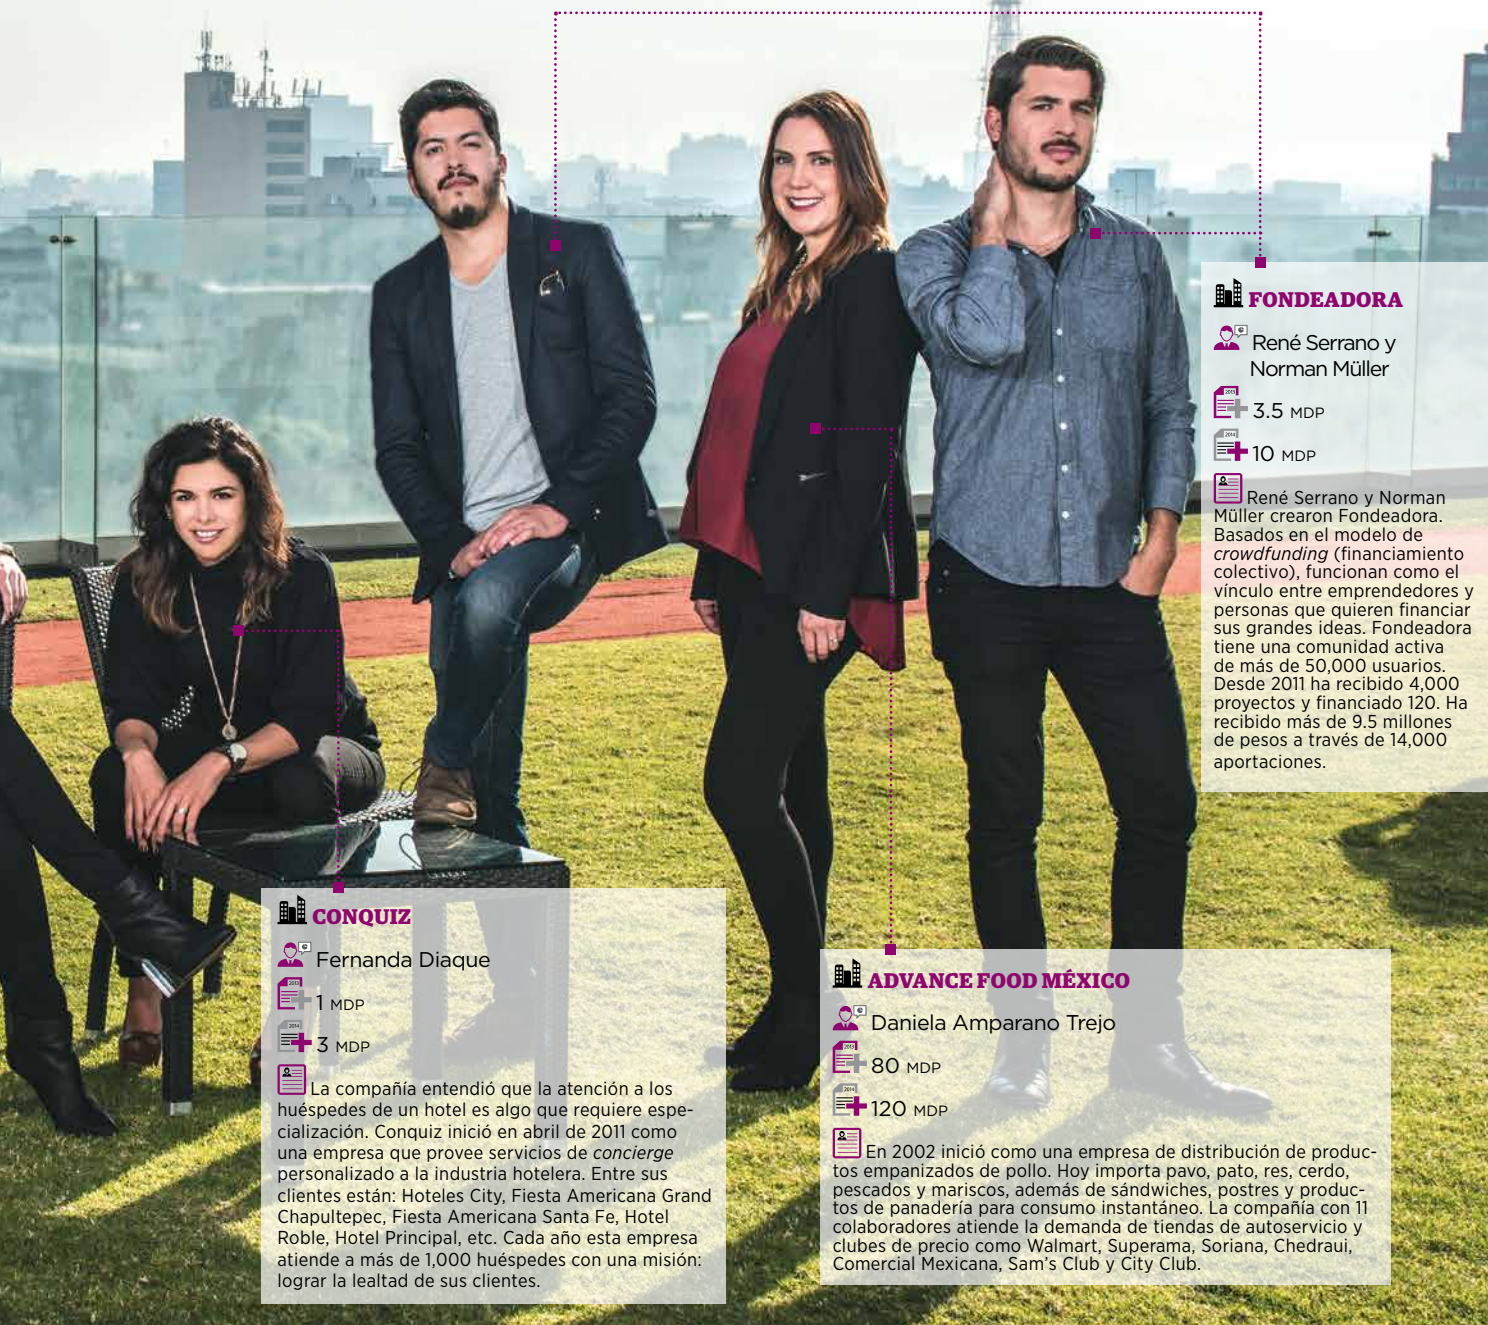 FONDEADORA
René Serrano y
Norman Müller
2013
3.5 MDP
2014
10 MDP
René Serrano y Norman
Müller crearon Fondeadora.
Basados en el modelo de
crowdfunding (financiamiento
colectivo), funcionan como el
vínculo entre emprendedores y
personas que quieren financiar
sus grandes ideas. Fondeadora
tiene una comunidad activa
de más de 50,000 usuarios.
Desde 2011 ha recibido 4,000
proyectos y financiado 120. Ha
recibido más de 9.5 millones
de pesos a través de 14,000
aportaciones.
CONQUIZ
Fernanda Diaque
2013
1 MDP
2014
3 MDP
La compañía entendió que la atención a los
huéspedes de un hotel es algo que requiere espe-
cialización. Conquiz inició en abril de 2011 como
una empresa que provee servicios de concierge
personalizado a la industria hotelera. Entre sus
clientes están: Hoteles City, Fiesta Americana Grand
Chapultepec, Fiesta Americana Santa Fe, Hotel
Roble, Hotel Principal, etc. Cada año esta empresa
atiende a más de 1,000 huéspedes con una misión:
lograr la lealtad de sus clientes.
ADVANCE FOOD MÉXICO
Daniela Amparano Trejo
2013
80 MDP
2014
120 MDP
En 2002 inició como una empresa de distribución de produc-
tos empanizados de pollo. Hoy importa pavo, pato, res, cerdo,
pescados y mariscos, además de sándwiches, postres y produc-
tos de panadería para consumo instantáneo. La compañía con 11
colaboradores atiende la demanda de tiendas de autoservicio y
clubes de precio como Walmart, Superama, Soriana, Chedraui,
Comercial Mexicana, Sam's Club y City Club.